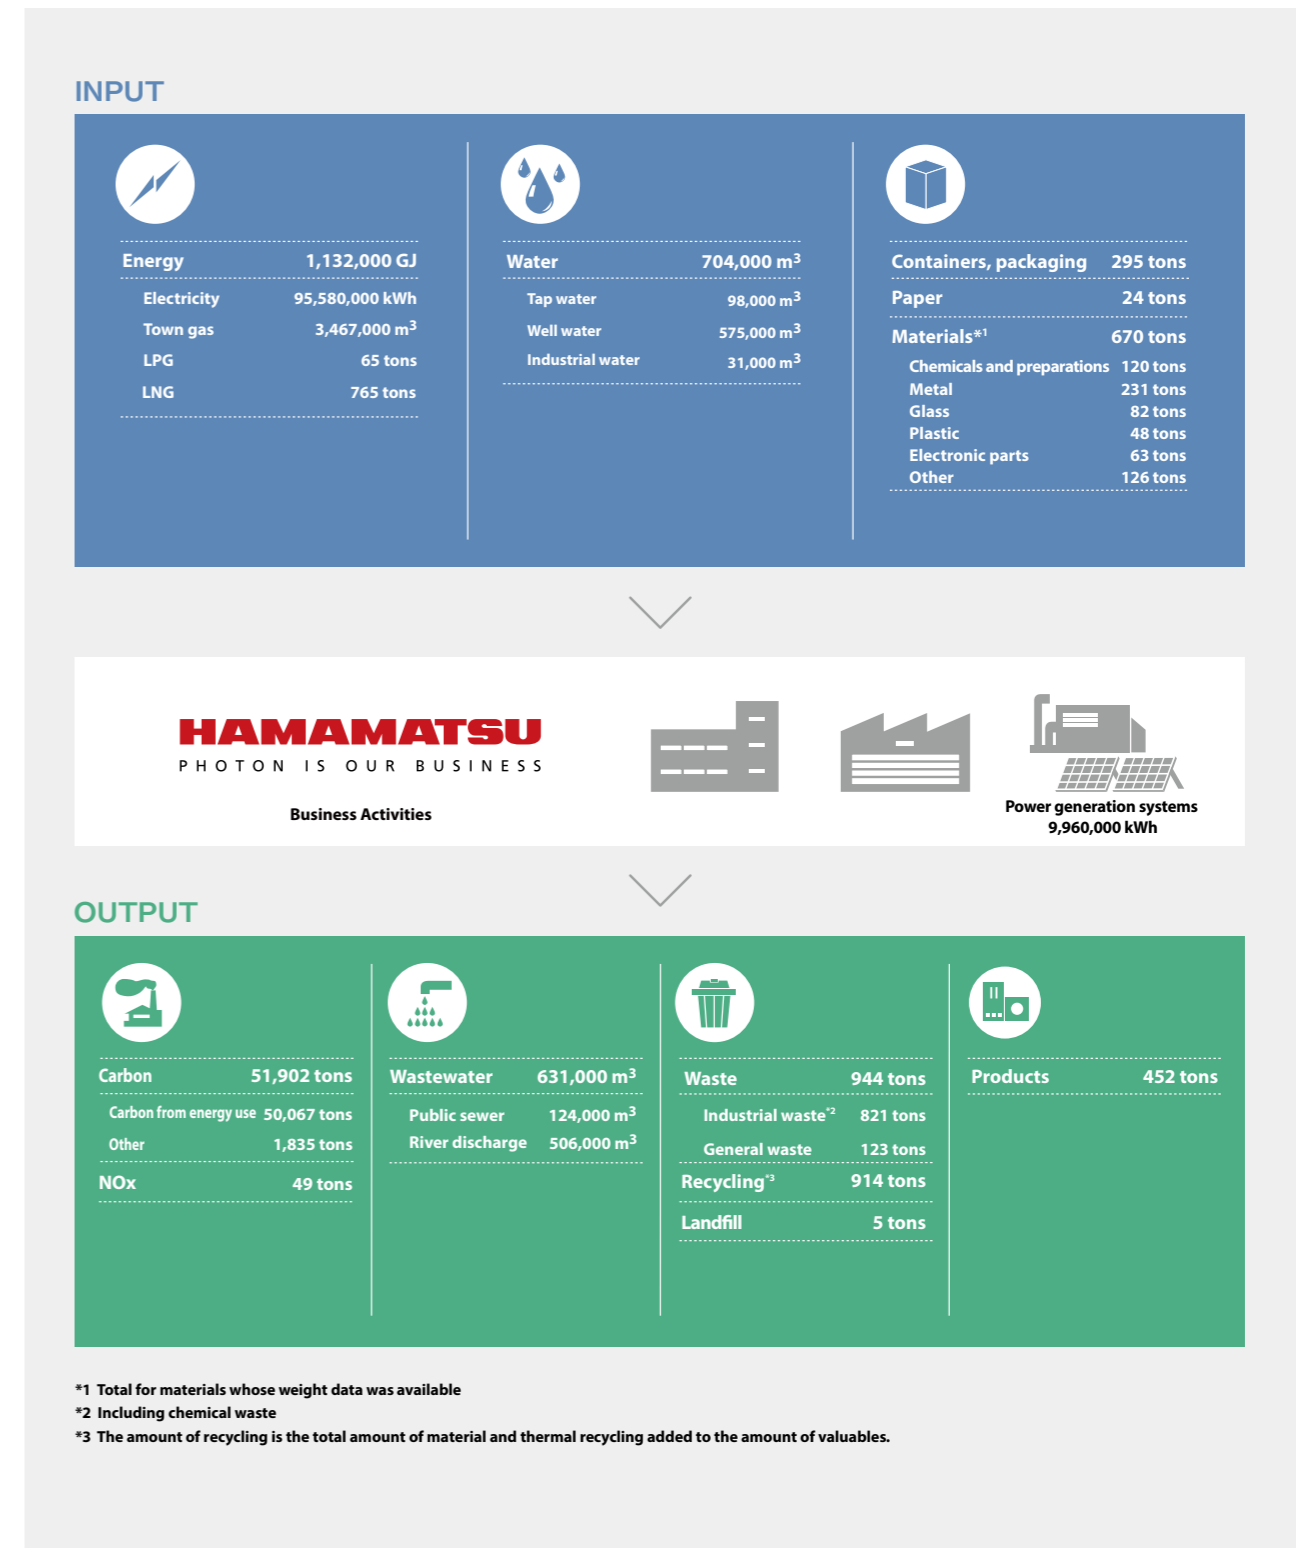 INPUT
Energy 1,132,000 GJ
Electricity 95,580,000 kWh
Town gas 3,467,000 m³
LPG 65 tons
LNG 765 tons
Water 704,000 m³
Tap water 98,000 m³
Well water 575,000 m³
Industrial water 31,000 m³
Containers, packaging 295 tons
Paper 24 tons
Materials*1 670 tons
Chemicals and preparations 120 tons
Metal 231 tons
Glass 82 tons
Plastic 48 tons
Electronic parts 63 tons
Other 126 tons
HAMAMATSU
PHOTON IS OUR BUSINESS
Business Activities
Power generation systems
9,960,000 kWh
OUTPUT
Carbon 51,902 tons
Carbon from energy use 50,067 tons
Other 1,835 tons
NOx 49 tons
Wastewater 631,000 m³
Public sewer 124,000 m³
River discharge 506,000 m³
Waste 944 tons
Industrial waste*2 821 tons
General waste 123 tons
Recycling*3 914 tons
Landfill 5 tons
Products 452 tons
*1 Total for materials whose weight data was available
*2 Including chemical waste
*3 The amount of recycling is the total amount of material and thermal recycling added to the amount of valuables.